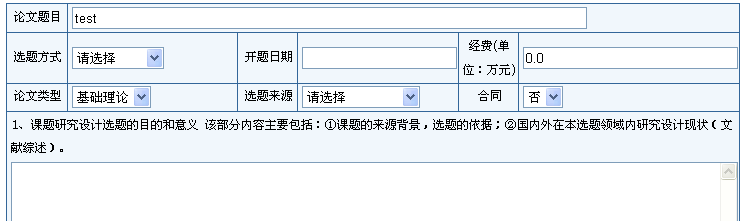 论文题目 test
选题方式 请选择 开题日期 经费(单位：万元) 0.0
论文类型 基础理论 选题来源 请选择 合同 否
1、课题研究设计选题的目的和意义 该部分内容主要包括：①课题的来源背景，选题的依据；②国内外在本选题领域内研究设计现状（文
献综述）。